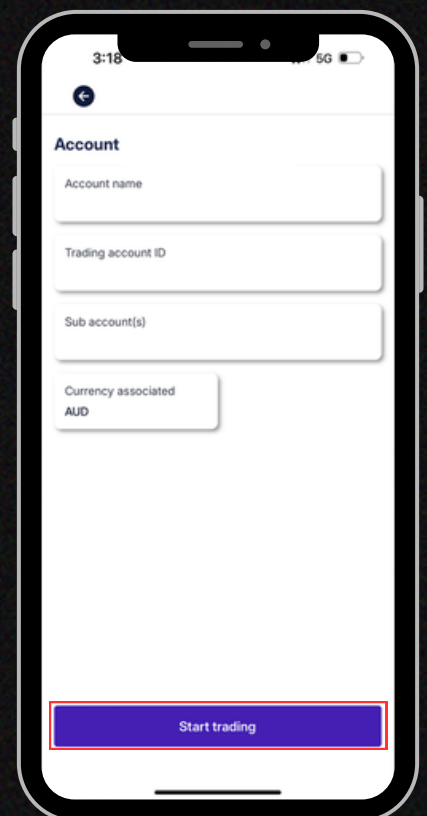 3:18
5G
Account
Account name
Trading account ID
Sub account(s)
Currency associated
AUD
Start trading